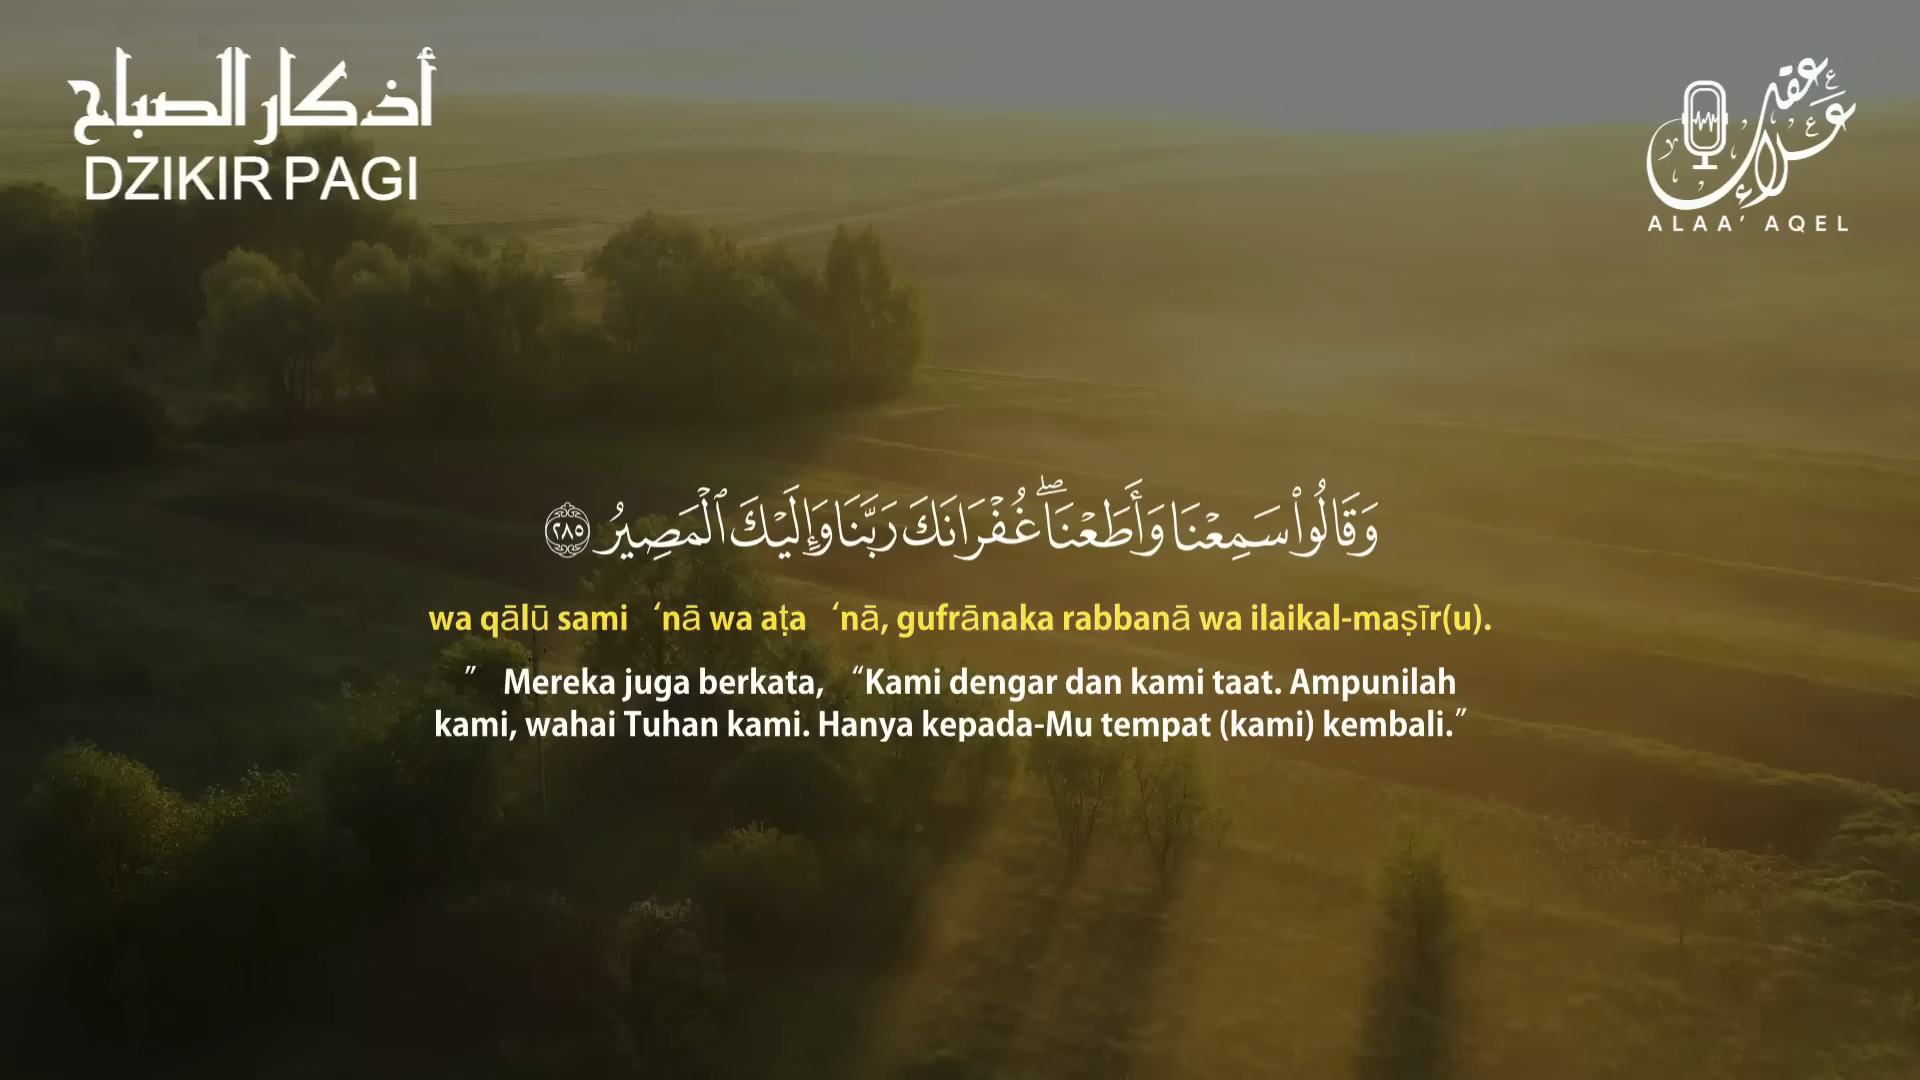 أذكار الصباح
DZIKIR PAGI
علاء عقل
ALAA’ AQEL
وَقَالُوا۟ سَمِعْنَا وَأَطَعْنَا ۖ غُفْرَانَكَ رَبَّنَا وَإِلَيْكَ ٱلْمَصِيرُ ٢٨٥
wa qālū sami‘nā wa aṭa‘nā, gufrānaka rabbanā wa ilaikal-maṣīr(u).
” Mereka juga berkata, “Kami dengar dan kami taat. Ampunilah
kami, wahai Tuhan kami. Hanya kepada-Mu tempat (kami) kembali.”